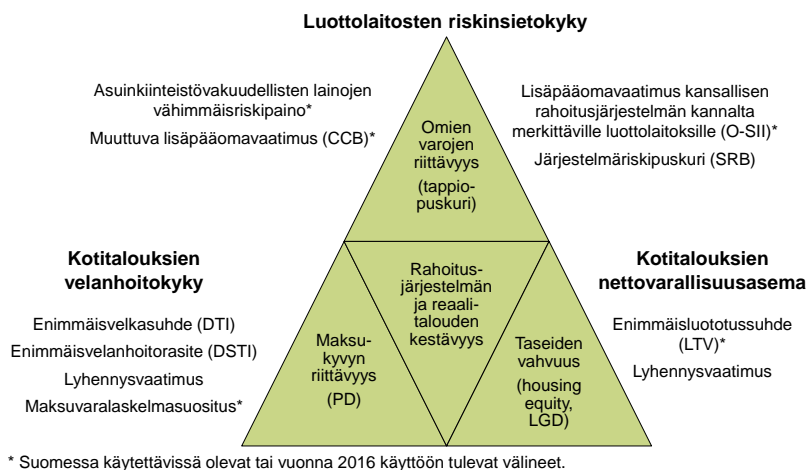 Luottolaitosten riskinsietokyky
Asuinkiinteistövakuudellisten lainojen
vähimmäisriskipaino*
Muuttuva lisäpääomavaatimus (CCB)*
Omien
varojen
riittävyys
(tappio-
puskuri)
Lisäpääomavaatimus kansallisen
rahoitusjärjestelmän kannalta
merkittäville luottolaitoksille (O-SII)*
Järjestelmäriskipuskuri (SRB)
Kotitalouksien
velanhoitokyky
Enimmäisvelkasuhde (DTI)
Enimmäisvelanhoitorasite (DSTI)
Lyhennysvaatimus
Maksuvaralaskelmasuositus*
Maksu-
kyvyn
riittävyys
(PD)
Rahoitus-
järjestelmän
ja reaali-
talouden
kestävyys
Taseiden
vahvuus
(housing
equity,
LGD)
Kotitalouksien
nettovarallisuusasema
Enimmäisluototussuhde
(LTV)*
Lyhennysvaatimus
* Suomessa käytettävissä olevat tai vuonna 2016 käyttöön tulevat välineet.